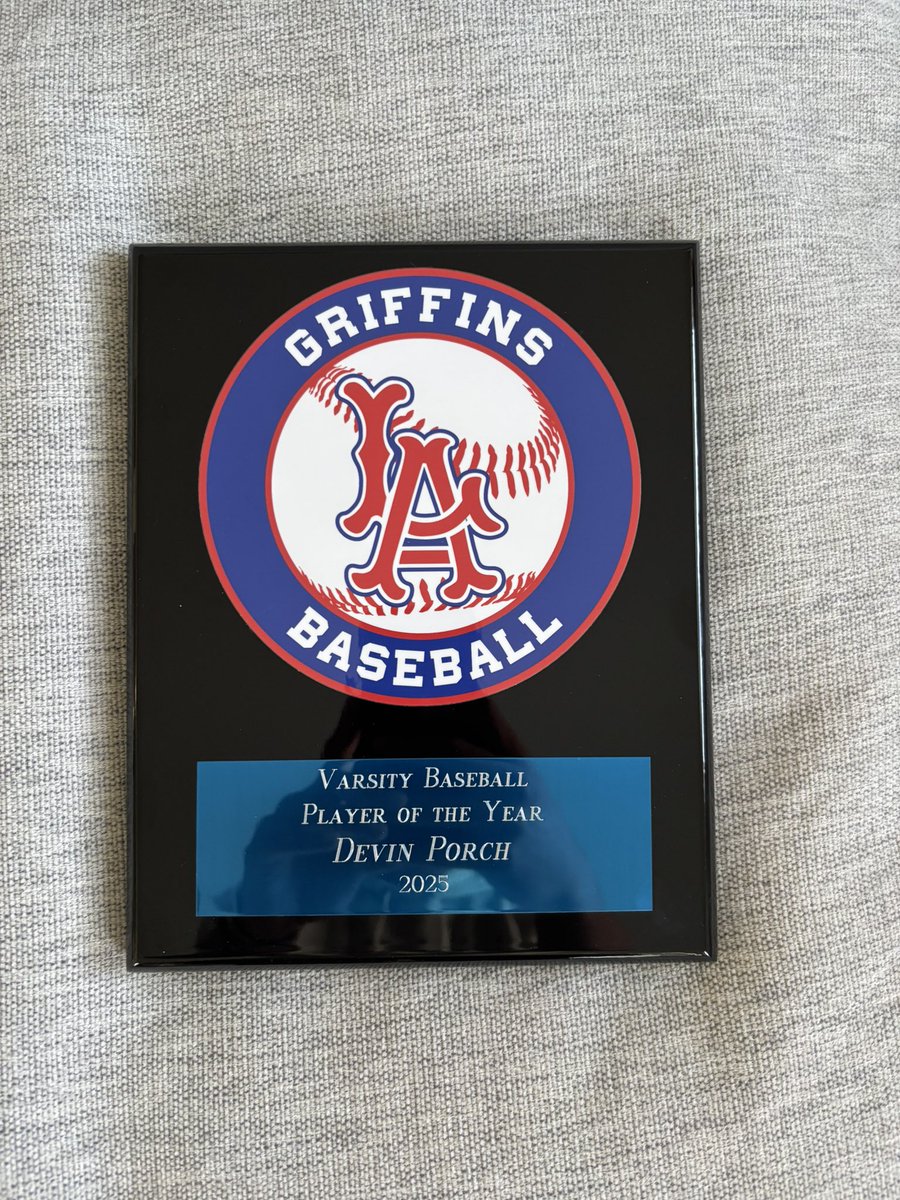 GRIFFINS
LA
BASEBALL
VARSITY BASEBALL
PLAYER OF THE YEAR
DEVIN PORCH
2025